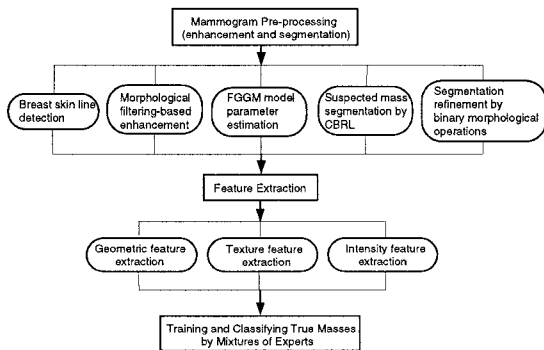 Mammogram Pre-processing
(enhancement and segmentation)
Breast skin line
detection
Morphological
filtering-based
enhancement
FGGM model
parameter
estimation
Suspected mass
segmentation by
CBRL
Segmentation
refinement by
binary morphological
operations
Feature Extraction
Geometric feature
extraction
Texture feature
extraction
Intensity feature
extraction
Training and Classifying True Masses
by Mixtures of Experts